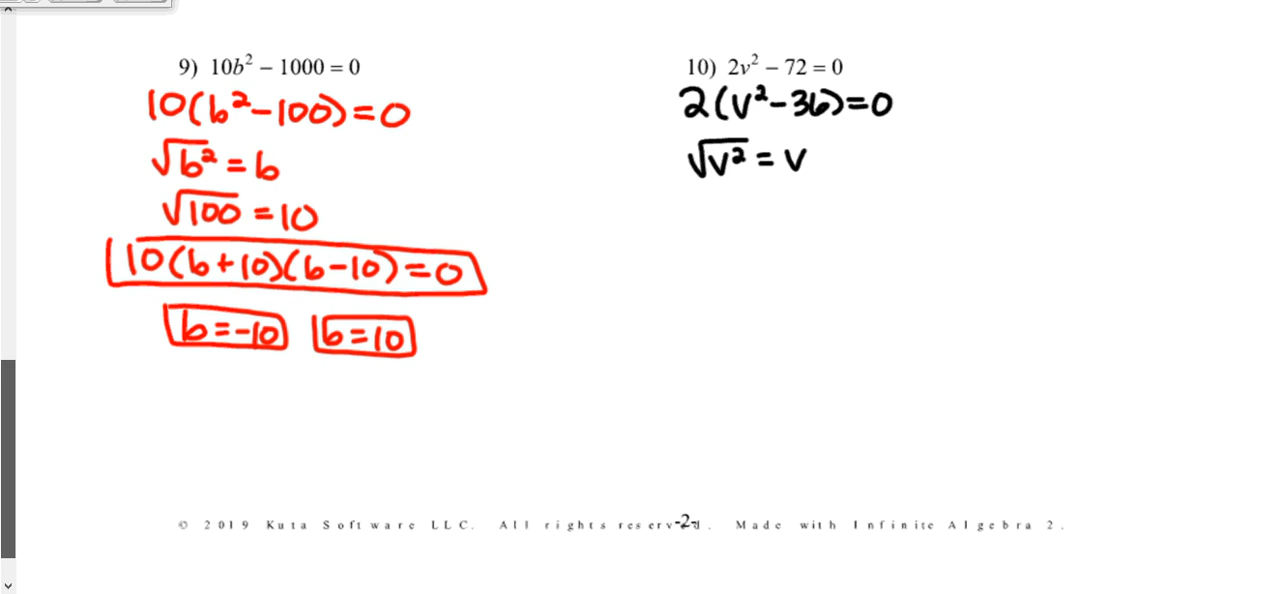 9) 10b² − 1000 = 0
10(b²−100)=0
√b² = b
√100 = 10
10(b+10)(b−10)=0
b=−10 b=10
10) 2v² − 72 = 0
2(v²−36)=0
√v² = v
© 2019 Kuta Software LLC. All rights -2- Made with Infinite Algebra 2.